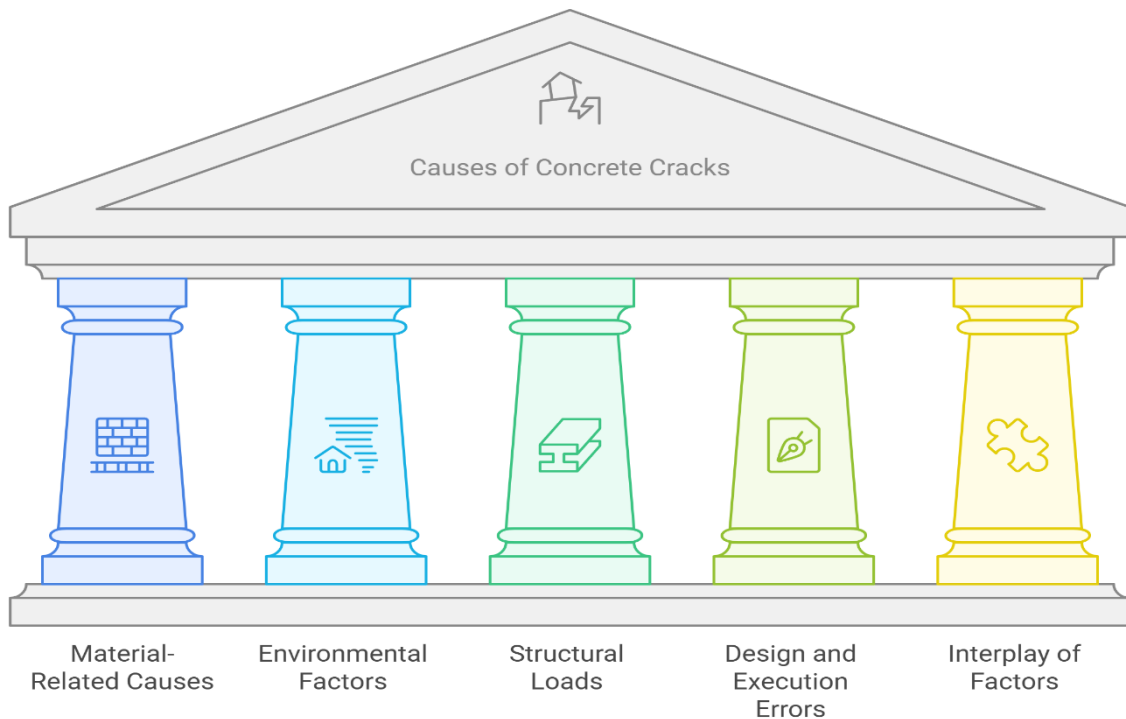 Causes of Concrete Cracks
Material-
Related Causes
Environmental
Factors
Structural
Loads
Design and
Execution
Errors
Interplay of
Factors